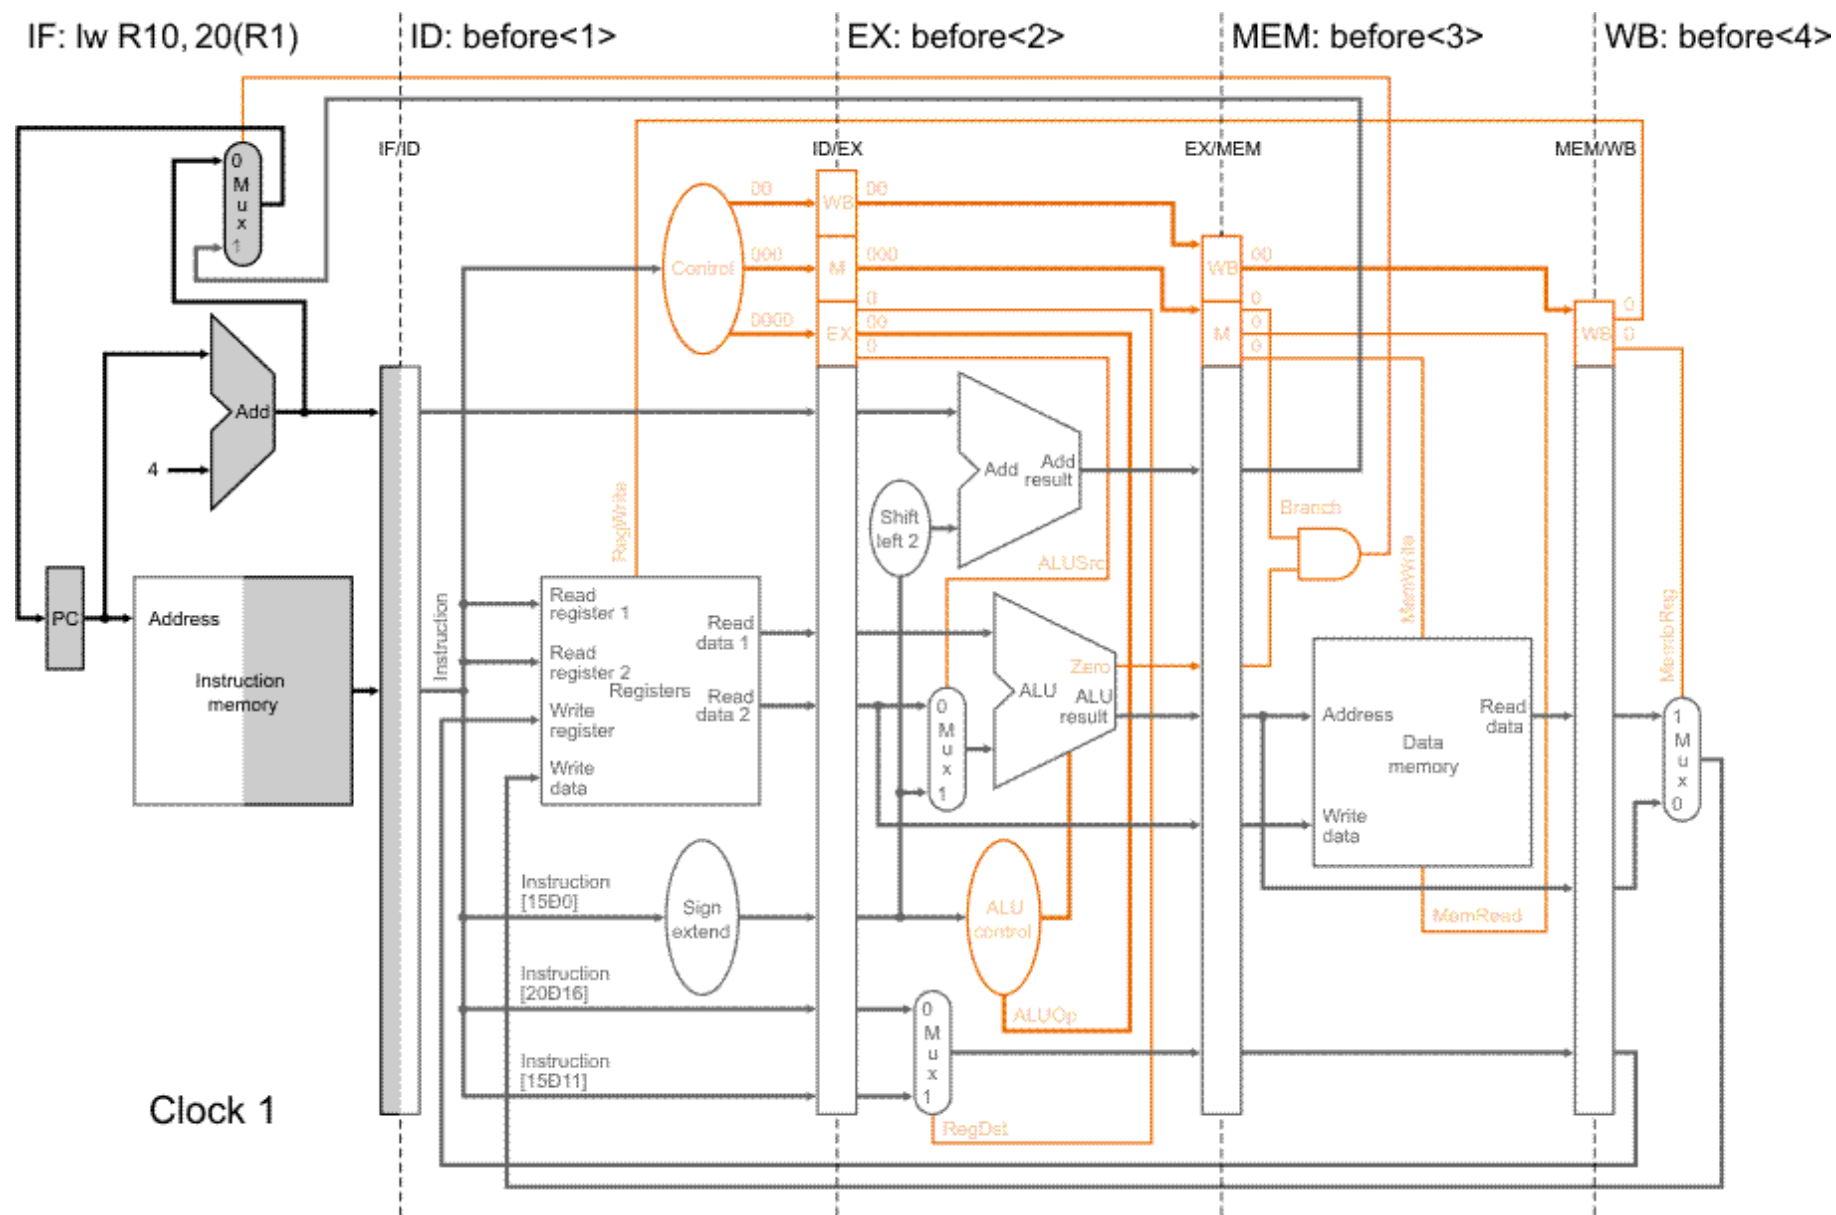 IF: lw R10, 20(R1)
ID: before<1>
EX: before<2>
MEM: before<3>
WB: before<4>
IF/ID
ID/EX
EX/MEM
MEM/WB
0
M
u
x
1
Control
00
000
0000
WB
M
EX
00
000
0
00
0
WB
M
00
0
0
0
WB
0
0
Add
4
PC
Address
Instruction
memory
Instruction
RegWrite
Read
register 1
Read
register 2
Write
register
Write
data
Registers
Read
data 1
Read
data 2
Shift
left 2
Add
Add
result
ALUSrc
0
M
u
x
1
Zero
ALU
ALU
result
Branch
MemWrite
Address
Data
memory
Read
data
Write
data
MemRead
MemtoReg
1
M
u
x
0
Instruction
[15Ð0]
Sign
extend
ALU
control
Instruction
[20Ð16]
Instruction
[15Ð11]
0
M
u
x
1
ALUOp
RegDst
Clock 1